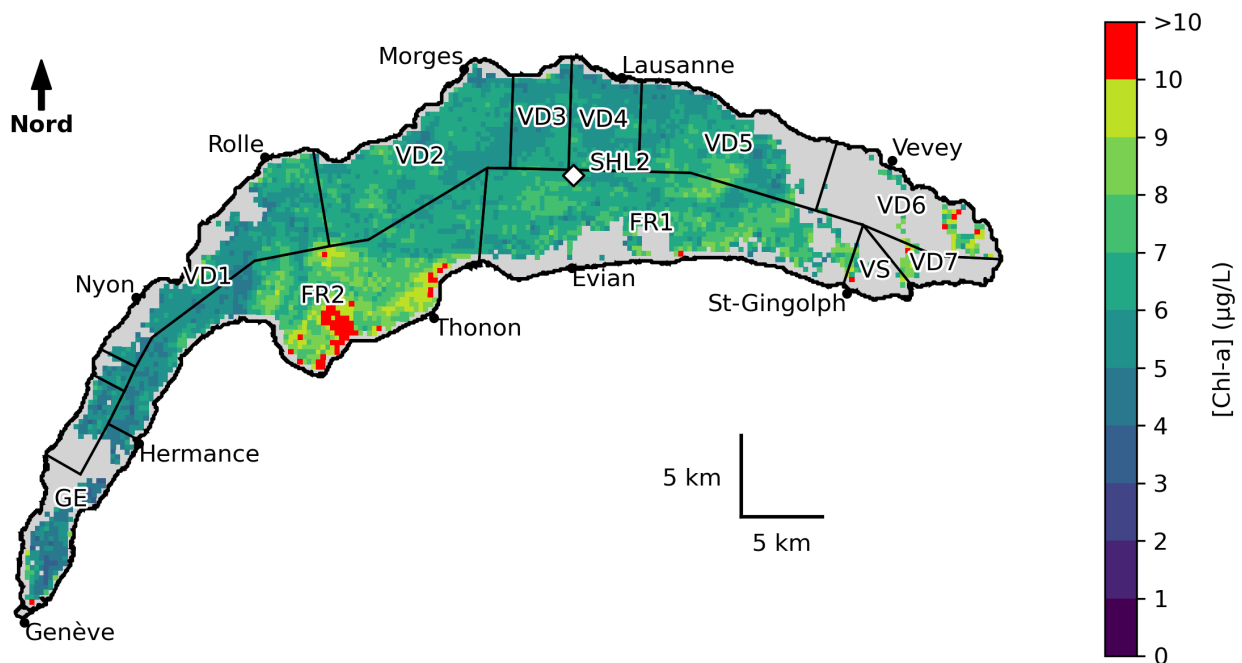 Morges
Lausanne
Nord
Rolle
VD3
VD4
VD2
SHL2
VD5
Vevey
VD6
FR1
Nyon
VD1
FR2
Evian
VS
VD7
St-Gingolph
Thonon
Hermance
GE
Genève
5 km
5 km
>10
10
9
8
7
6
5
4
3
2
1
0
[Chl-a] (µg/L)